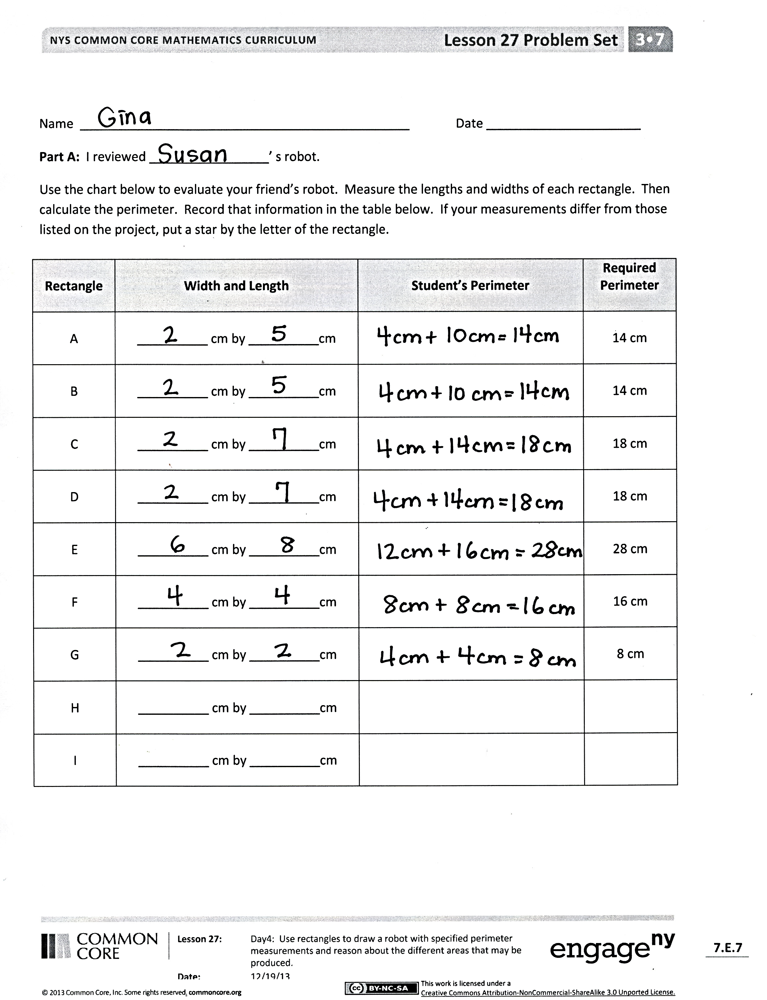 NYS COMMON CORE MATHEMATICS CURRICULUM Lesson 27 Problem Set 3•7
Name Gina Date
Part A: I reviewed Susan 's robot.
Use the chart below to evaluate your friend's robot. Measure the lengths and widths of each rectangle. Then
calculate the perimeter. Record that information in the table below. If your measurements differ from those
listed on the project, put a star by the letter of the rectangle.
Rectangle Width and Length Student's Perimeter Required Perimeter
A 2 cm by 5 cm 4cm + 10cm = 14cm 14 cm
B 2 cm by 5 cm 4cm + 10 cm = 14cm 14 cm
C 2 cm by 7 cm 4cm + 14cm = 18cm 18 cm
D 2 cm by 7 cm 4cm + 14cm = 18cm 18 cm
E 6 cm by 8 cm 12cm + 16cm = 28cm 28 cm
F 4 cm by 4 cm 8cm + 8cm = 16cm 16 cm
G 2 cm by 2 cm 4cm + 4cm = 8cm 8 cm
H cm by cm
I cm by cm
COMMON CORE
Lesson 27: Day4: Use rectangles to draw a robot with specified perimeter
measurements and reason about the different areas that may be
produced.
Date: 12/19/13
engage ny
7.E.7
© 2013 Common Core, Inc. Some rights reserved. commoncore.org
cc BY-NC-SA
This work is licensed under a
Creative Commons Attribution-NonCommercial-ShareAlike 3.0 Unported License.